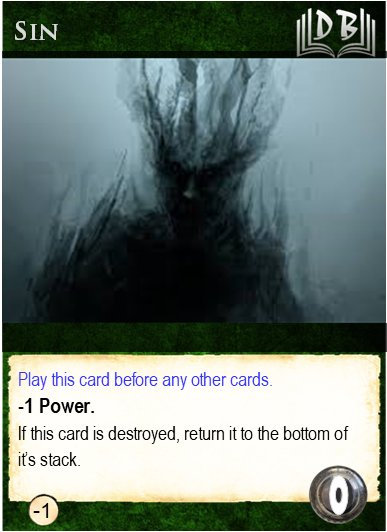 SIN
DB
Play this card before any other cards.
-1 Power.
If this card is destroyed, return it to the bottom of
it's stack.
-1
0